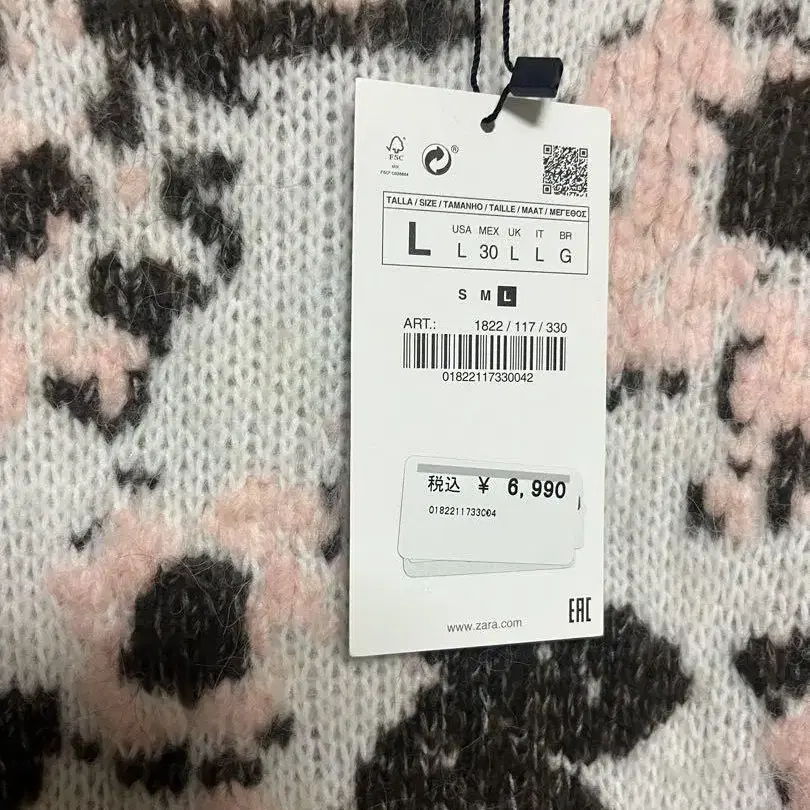 FSC
®
TALLA / SIZE / TAMANHO / TAILLE / MAAT / ΜΕΓΕΘΟΣ
L
USA MEX UK IT BR
L 30 L L G
S M L
ART.: 1822 / 117 / 330
01822117330042
税込 ¥ 6,990
www.zara.com
EAC